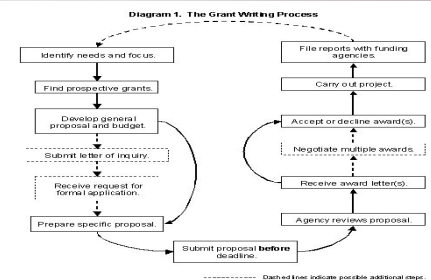 Diagram 1. The Grant Writing Process
Identify needs and focus.
Find prospective grants.
Develop general
proposal and budget.
Submit letter of inquiry.
Receive request for
formal application.
Prepare specific proposal.
Submit proposal before
deadline.
Agency reviews proposal.
Receive award letter(s).
Negotiate multiple awards.
Accept or decline award(s).
Carry out project.
File reports with funding
agencies.
Dashed lines indicate possible additional steps.